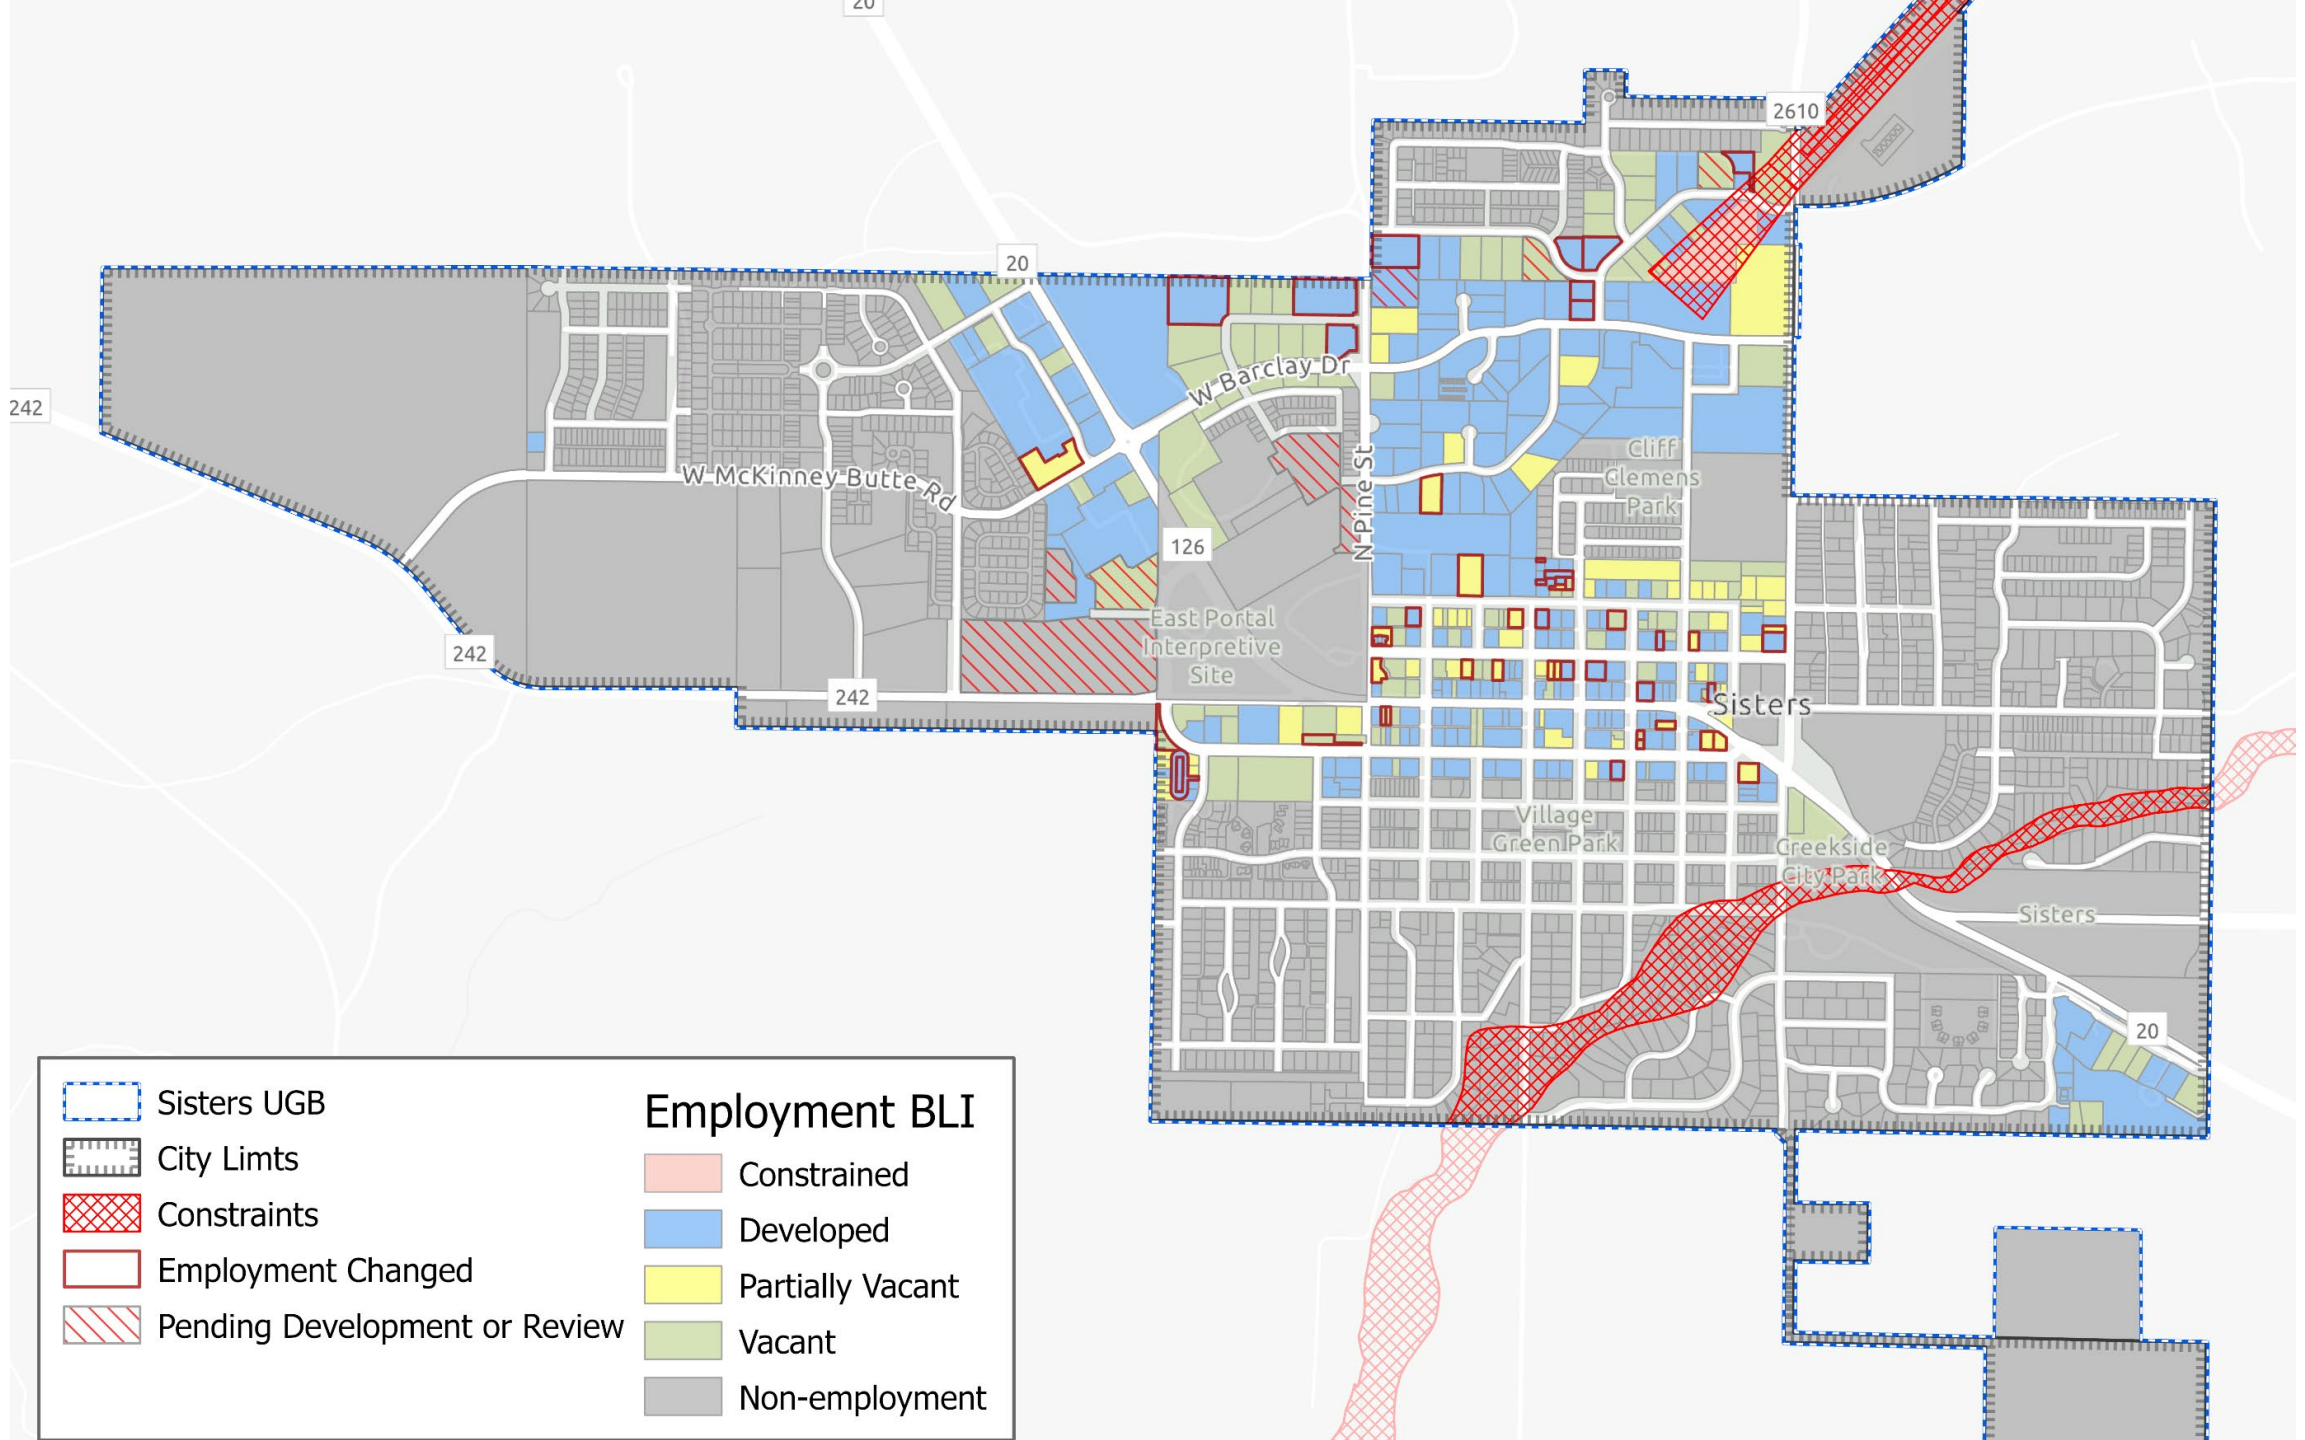 20
2610
20
242
W Barclay Dr
N Pine St
Cliff
Clemens
Park
W McKinney Butte Rd
126
East Portal
Interpretive
Site
242
242
Sisters
Village
Green Park
Creekside
City Park
Sisters
20
Sisters UGB
City Limts
Constraints
Employment Changed
Pending Development or Review
Employment BLI
Constrained
Developed
Partially Vacant
Vacant
Non-employment